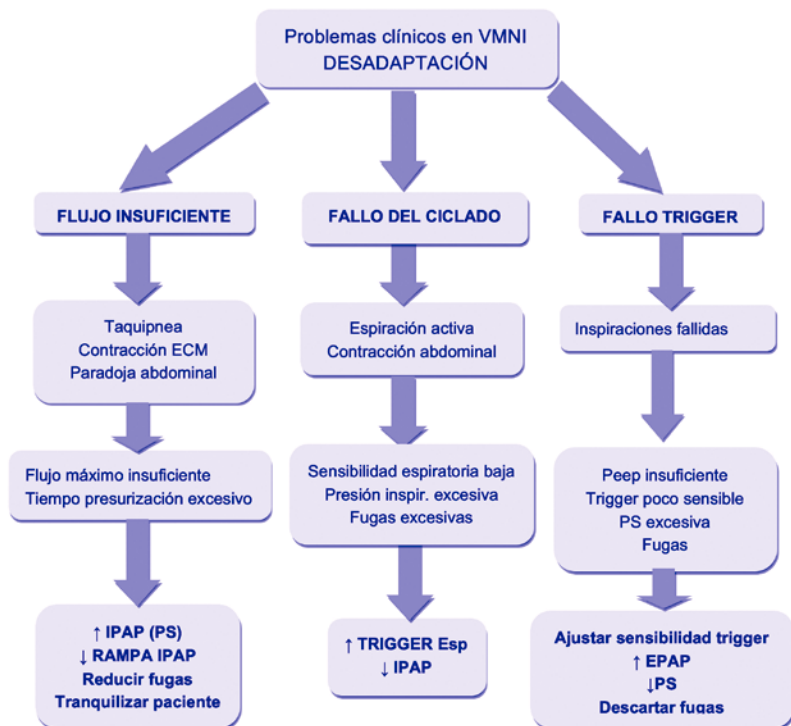 Problemas clínicos en VMNI
DESADAPTACIÓN
FLUJO INSUFICIENTE
Taquipnea
Contracción ECM
Paradoja abdominal
Flujo máximo insuficiente
Tiempo presurización excesivo
↑ IPAP (PS)
↓ RAMPA IPAP
Reducir fugas
Tranquilizar paciente
FALLO DEL CICLADO
Espiración activa
Contracción abdominal
Sensibilidad espiratoria baja
Presión inspir. excesiva
Fugas excesivas
↑ TRIGGER Esp
↓ IPAP
FALLO TRIGGER
Inspiraciones fallidas
Peep insuficiente
Trigger poco sensible
PS excesiva
Fugas
Ajustar sensibilidad trigger
↑ EPAP
↓PS
Descartar fugas